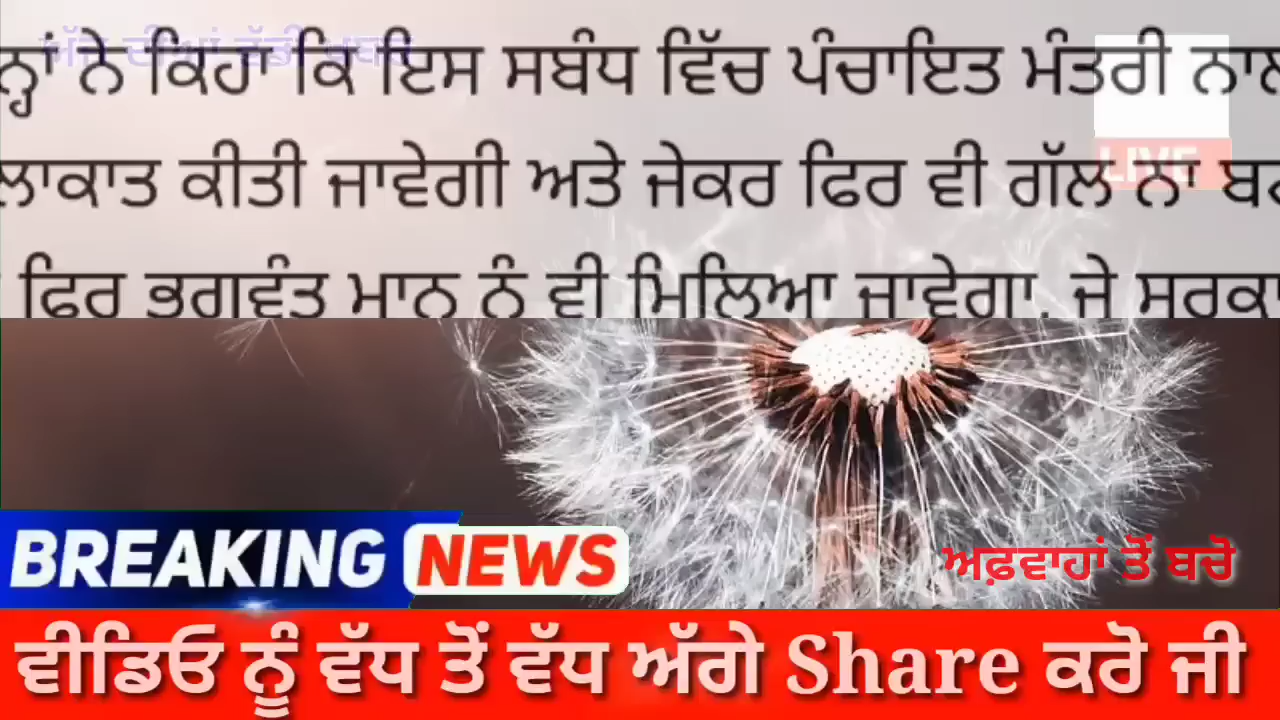 ਨ੍ਹਾਂ ਨੇ ਕਿਹਾ ਕਿ ਇਸ ਸਬੰਧ ਵਿੱਚ ਪੰਚਾਇਤ ਮੰਤਰੀ ਨਾਲ
ਲਾਕਾਤ ਕੀਤੀ ਜਾਵੇਗੀ ਅਤੇ ਜੇਕਰ ਫਿਰ ਵੀ ਗੱਲ ਨਾ
LIVE
ਫਿਰ ਭਗਵੰਤ ਮਾਨ ਨੂੰ ਵੀ ਮਿਲਿਆ ਜਾਵੇਗਾ, ਜੇ ਸਰਕਾ
BREAKING NEWS
ਅਫ਼ਵਾਹਾਂ ਤੋਂ ਬਚੋ
ਵੀਡਿਓ ਨੂੰ ਵੱਧ ਤੋਂ ਵੱਧ ਅੱਗੇ Share ਕਰੋ ਜੀ